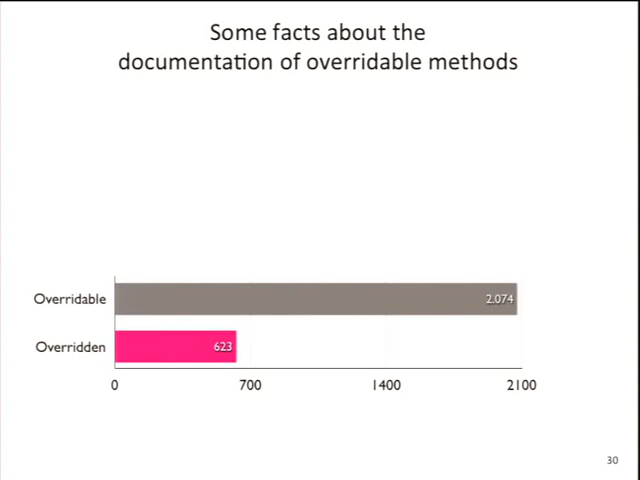 Some facts about the
documentation of overridable methods
Overridable
2.074
Overridden
623
0 700 1400 2100
30